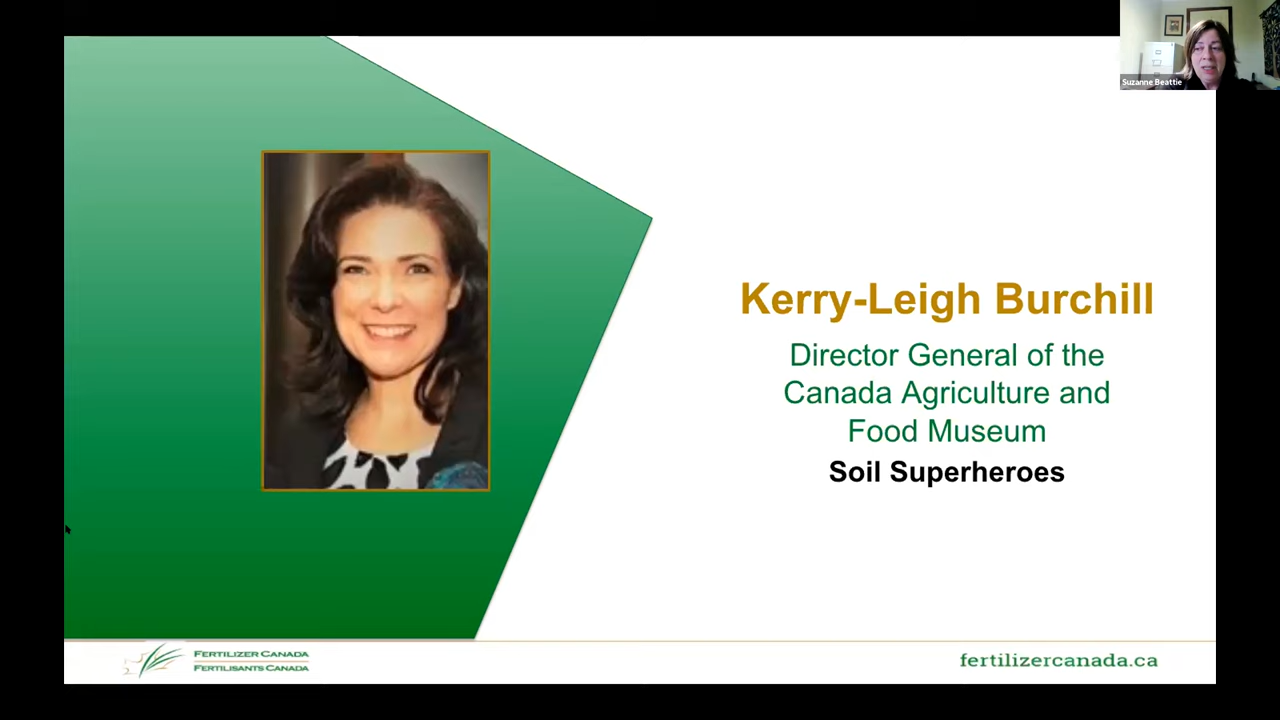 Suzanne Beattie
Kerry-Leigh Burchill
Director General of the
Canada Agriculture and
Food Museum
Soil Superheroes
FERTILIZER CANADA
FERTILISANTS CANADA
fertilizercanada.ca